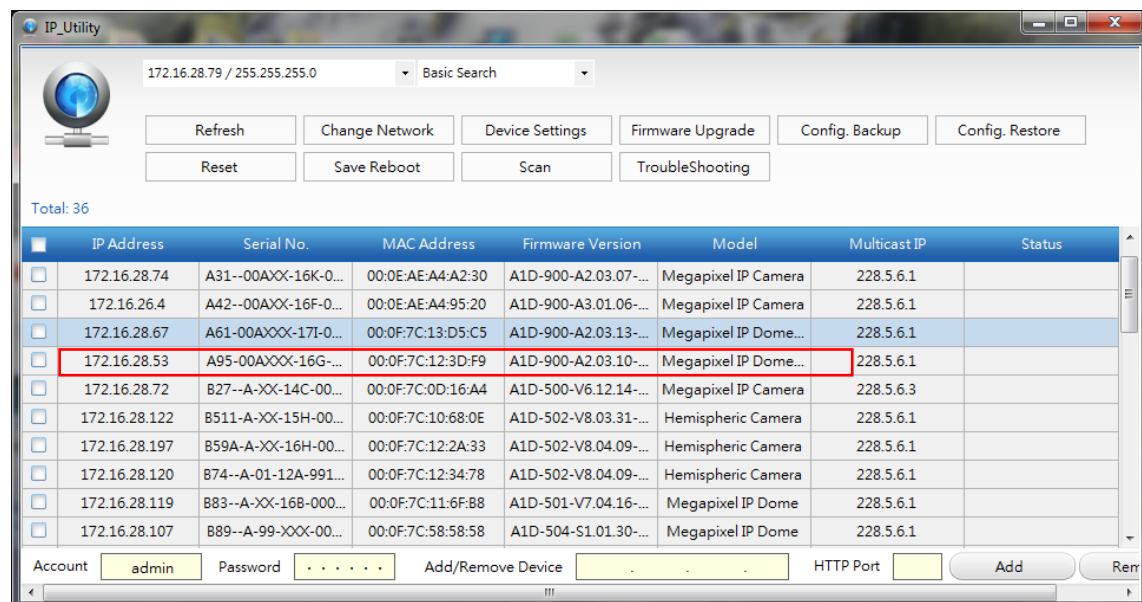 IP_Utility
172.16.28.79 / 255.255.255.0 Basic Search
Refresh Change Network Device Settings Firmware Upgrade Config. Backup Config. Restore
Reset Save Reboot Scan TroubleShooting
Total: 36
IP Address Serial No. MAC Address Firmware Version Model Multicast IP Status
172.16.28.74 A31--00AXX-16K-0... 00:0E:AE:A4:A2:30 A1D-900-A2.03.07-... Megapixel IP Camera 228.5.6.1
172.16.26.4 A42--00AXX-16F-0... 00:0E:AE:A4:95:20 A1D-900-A3.01.06-... Megapixel IP Camera 228.5.6.1
172.16.28.67 A61-00AXXX-17I-0... 00:0F:7C:13:D5:C5 A1D-900-A2.03.13-... Megapixel IP Dome... 228.5.6.1
172.16.28.53 A95-00AXXX-16G-... 00:0F:7C:12:3D:F9 A1D-900-A2.03.10-... Megapixel IP Dome... 228.5.6.1
172.16.28.72 B27--A-XX-14C-00... 00:0F:7C:0D:16:A4 A1D-500-V6.12.14-... Megapixel IP Camera 228.5.6.3
172.16.28.122 B511-A-XX-15H-00... 00:0F:7C:10:68:0E A1D-502-V8.03.31-... Hemispheric Camera 228.5.6.1
172.16.28.197 B59A-A-XX-16H-00... 00:0F:7C:12:2A:33 A1D-502-V8.04.09-... Hemispheric Camera 228.5.6.1
172.16.28.120 B74--A-01-12A-991... 00:0F:7C:12:34:78 A1D-502-V8.04.09-... Hemispheric Camera 228.5.6.1
172.16.28.119 B83--A-XX-16B-000... 00:0F:7C:11:6F:B8 A1D-501-V7.04.16-... Megapixel IP Dome 228.5.6.1
172.16.28.107 B89--A-99-XXX-00... 00:0F:7C:58:58:58 A1D-504-S1.01.30-... Megapixel IP Dome 228.5.6.1
Account admin Password ······ Add/Remove Device . . . HTTP Port Add Rem